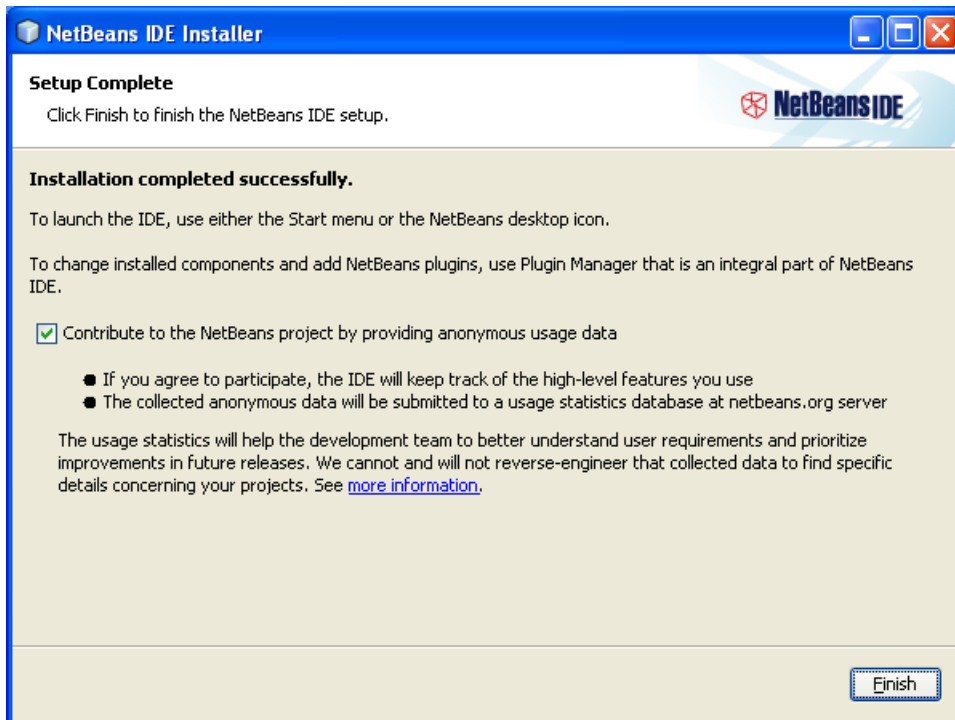 NetBeans IDE Installer
Setup Complete
Click Finish to finish the NetBeans IDE setup.
NetBeans IDE
Installation completed successfully.
To launch the IDE, use either the Start menu or the NetBeans desktop icon.
To change installed components and add NetBeans plugins, use Plugin Manager that is an integral part of NetBeans
IDE.
Contribute to the NetBeans project by providing anonymous usage data
● If you agree to participate, the IDE will keep track of the high-level features you use
● The collected anonymous data will be submitted to a usage statistics database at netbeans.org server
The usage statistics will help the development team to better understand user requirements and prioritize
improvements in future releases. We cannot and will not reverse-engineer that collected data to find specific
details concerning your projects. See more information.
Finish